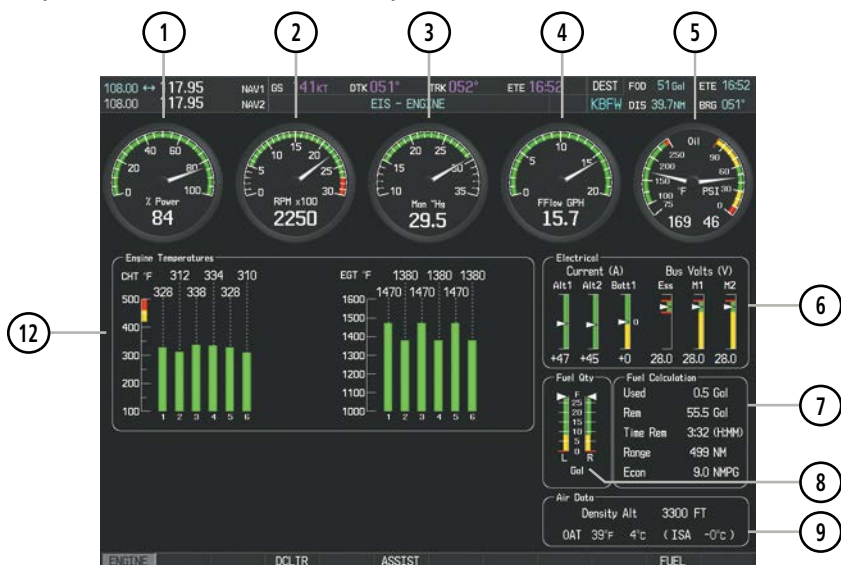 1 2 3 4 5
108.00 ↔ 117.95 NAV1 GS 141KT DTK 051° TRK 052° ETE 16:52 DEST FOD 51Gal ETE 16:52
108.00 117.95 NAV2 EIS - ENGINE KBFW DIS 39.7NM BRG 051°
0 20 40 60 80 100
% Power
84
0 5 10 15 20 25 30
RPM x100
2250
10 15 20 25 30 35
Man "Hg
29.5
0 5 10 15 20
FFlow GPH
15.7
Oil
250 200 150 100 75
°F
90 60 30 0
PSI
169 46
Engine Temperatures
CHT °F 312 334 310
328 338 328
500
400
300
200
100
1 2 3 4 5 6
EGT °F 1380 1380 1380
1470 1470 1470
1600
1500
1400
1300
1200
1100
1000
1 2 3 4 5 6
Electrical
Current (A) Bus Volts (V)
Alt1 Alt2 Batt1 Ess M1 M2
0
+47 +45 +0 28.0 28.0 28.0
6
Fuel Qty
F
25
20
15
10
5
0
L R
Gal
Fuel Calculation
Used 0.5 Gal
Rem 55.5 Gal
Time Rem 3:32 (H:MM)
Range 499 NM
Econ 9.0 NMPG
7
8
Air Data
Density Alt 3300 FT
OAT 39°F 4°C (ISA -0°C)
9
12
ENGINE DCLTR ASSIST FUEL